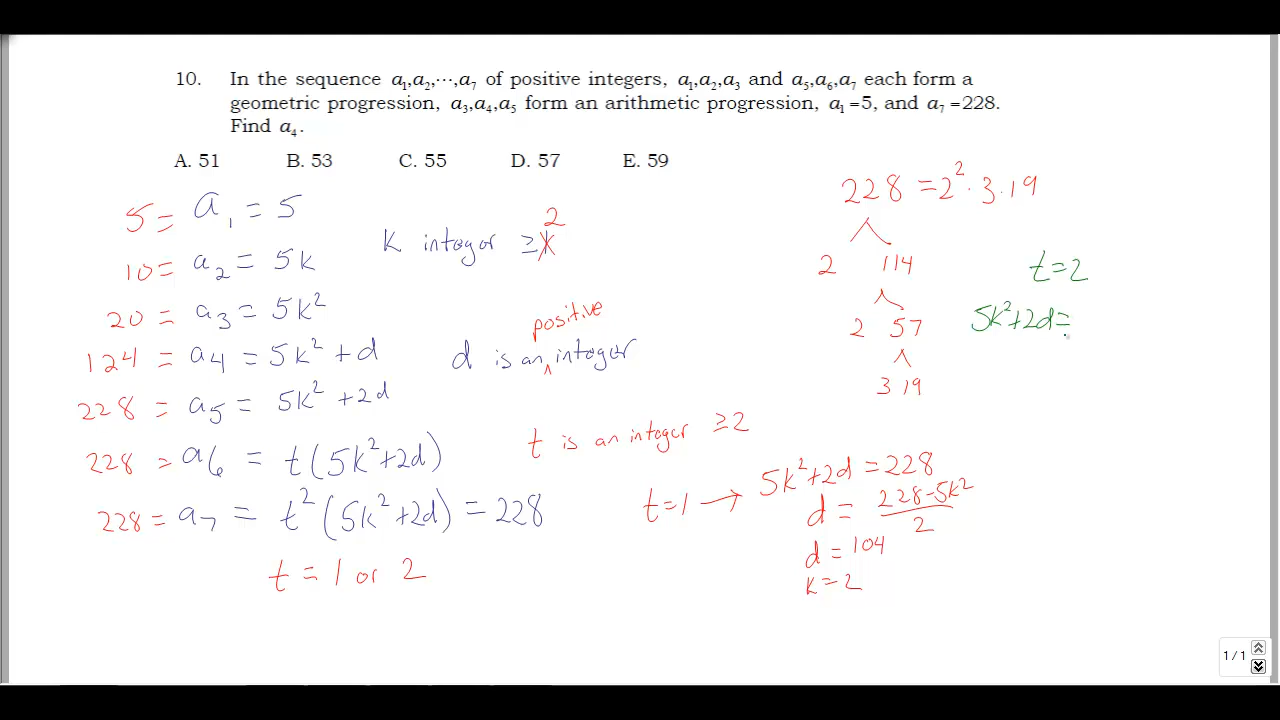 10. In the sequence a₁,a₂,⋯,a₇ of positive integers, a₁,a₂,a₃ and a₅,a₆,a₇ each form a
geometric progression, a₃,a₄,a₅ form an arithmetic progression, a₁ =5, and a₇ =228.
Find a₄.
A. 51 B. 53 C. 55 D. 57 E. 59
228 = 2² · 3 · 19
2 114
2 57
3 19
5 = a₁ = 5
10 = a₂ = 5k
20 = a₃ = 5k²
124 = a₄ = 5k² + d
228 = a₅ = 5k² + 2d
228 = a₆ = t(5k²+2d)
228 = a₇ = t²(5k²+2d) = 228
t = 1 or 2
k integer ≥ 2
positive
d is an ∧ integer
t is an integer ≥2
t=1 → 5k²+2d = 228
d = 228-5k²
2
d = 104
k = 2
t=2
5k²+2d=
1 / 1